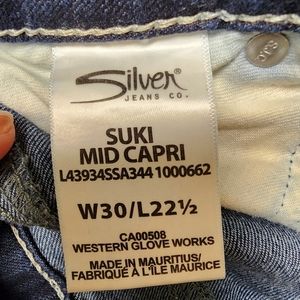 Silver
JEANS CO.
SUKI
MID CAPRI
L43934SSA344 1000662
W30/L22½
CA00508
WESTERN GLOVE WORKS
MADE IN MAURITIUS/
FABRIQUÉ À L'ÎLE MAURICE